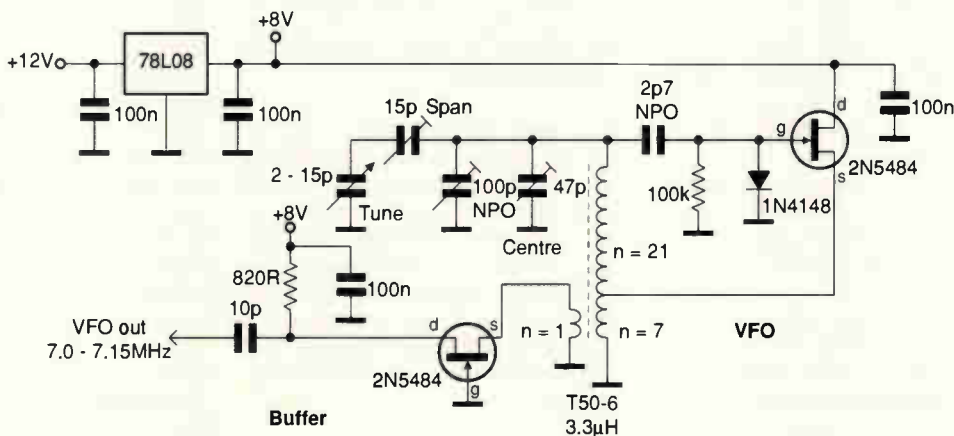 +8V
+12V
78L08
100n
100n
15p Span
2p7
NPO
d
100n
g
2N5484
s
2 - 15p
Tune
100p
NPO
47p
Centre
100k
1N4148
+8V
820R
100n
n = 21
10p
VFO out
7.0 - 7.15MHz
d
s
n = 1
n = 7
VFO
2N5484
g
Buffer
T50-6
3.3µH